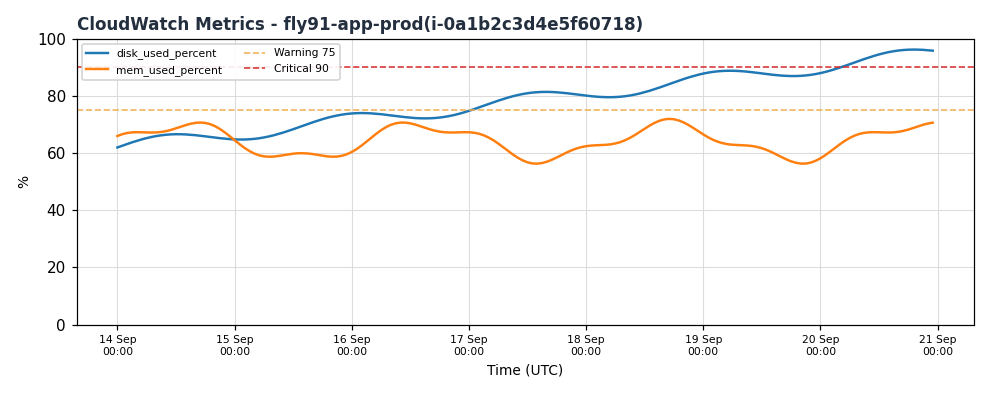 CloudWatch Metrics - fly91-app-prod(i-0a1b2c3d4e5f60718)
100
80
60
40
20
0
%
disk_used_percent
mem_used_percent
Warning 75
Critical 90
14 Sep
00:00
15 Sep
00:00
16 Sep
00:00
17 Sep
00:00
18 Sep
00:00
19 Sep
00:00
20 Sep
00:00
21 Sep
00:00
Time (UTC)